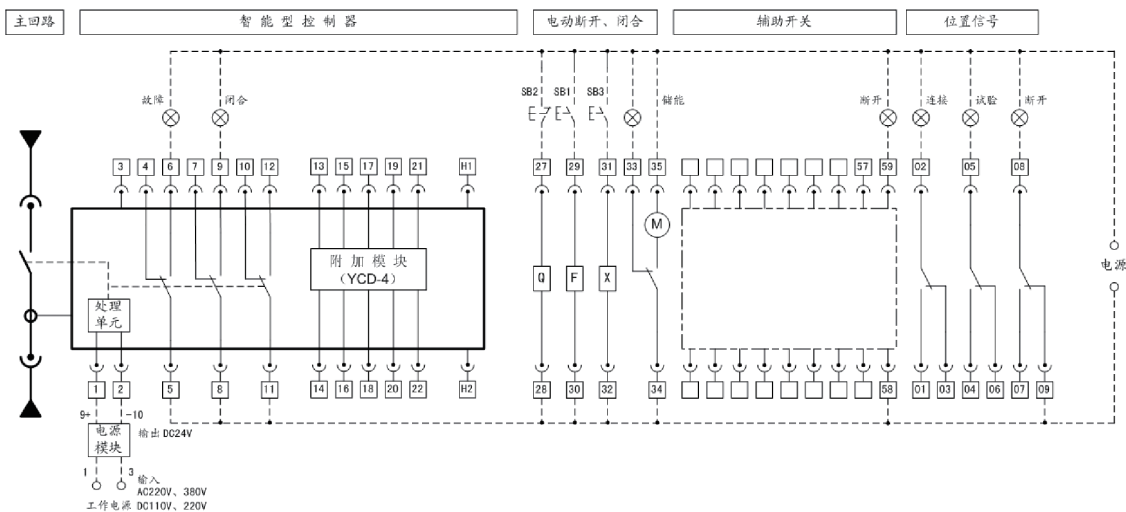 主回路 智能型控制器 电动断开、闭合 辅助开关 位置信号
SB2 SB1 SB3
故障 闭合 储能 断开 连接 试验 断开
3 4 6 7 9 10 12 13 15 17 19 21 H1 27 29 31 33 35 57 59 02 05 08
M
附加模块
(YCD-4)
Q F X
电源
处理
单元
1 2 5 8 11 14 16 18 20 22 H2 28 30 32 34 58 01 03 04 06 07 09
9+ -10
电源
模块
输出DC24V
1 3
输入
AC220V、380V
工作电源 DC110V、220V